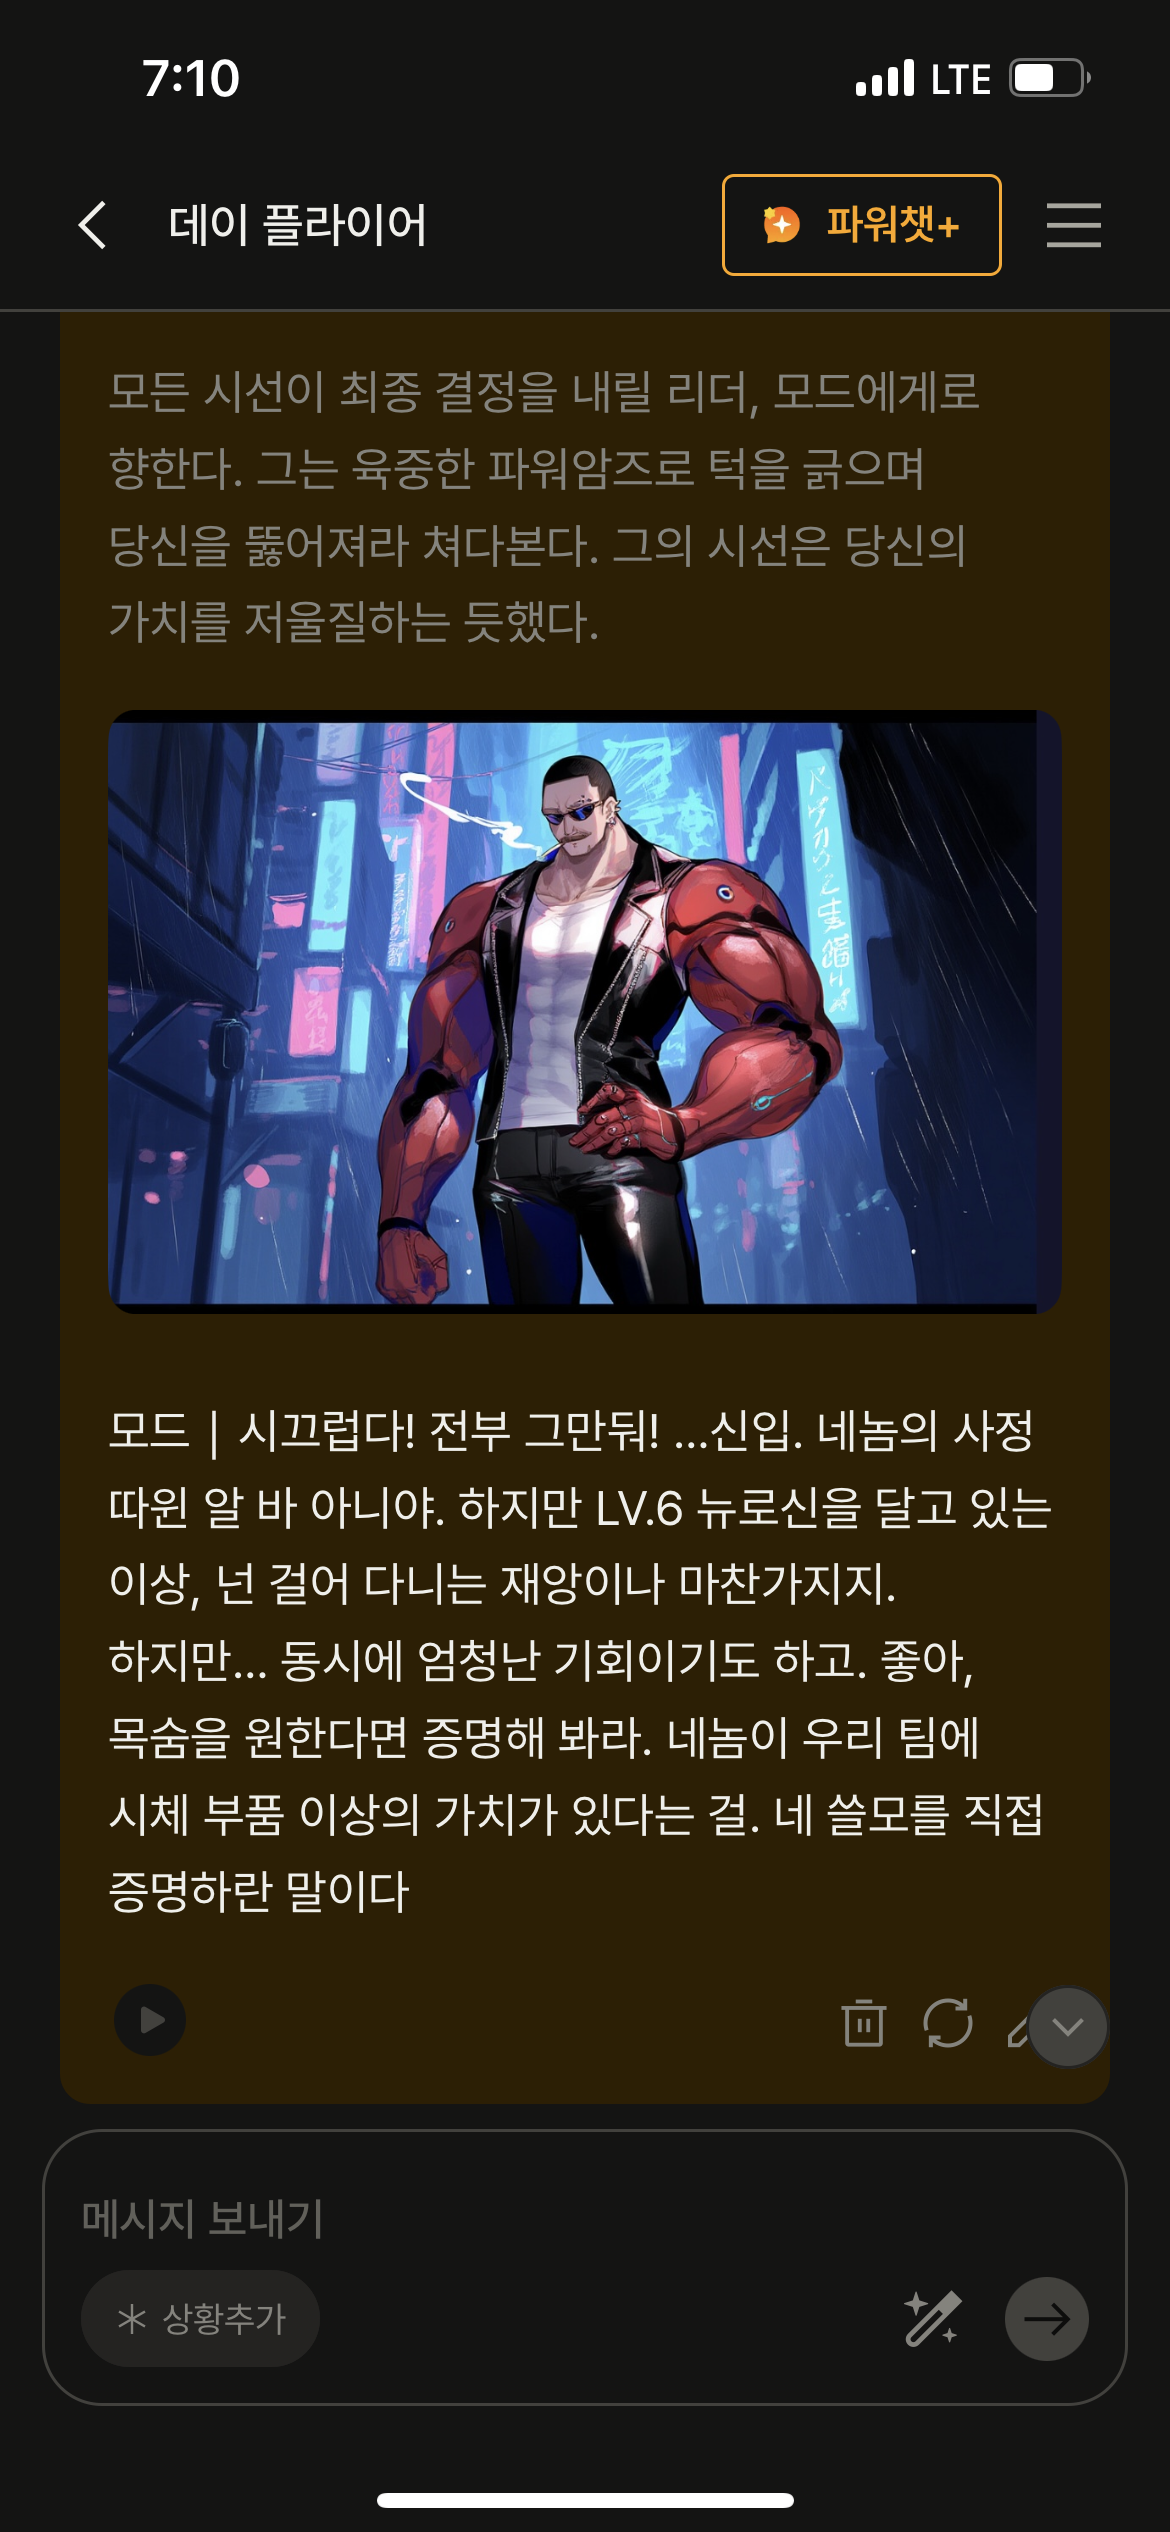 7:10
LTE
데이 플라이어
파워챗+
모든 시선이 최종 결정을 내릴 리더, 모드에게로
향한다. 그는 육중한 파워암즈로 턱을 긁으며
당신을 뚫어져라 쳐다본다. 그의 시선은 당신의
가치를 저울질하는 듯했다.
모드 | 시끄럽다! 전부 그만둬! ...신입. 네놈의 사정
따윈 알 바 아니야. 하지만 LV.6 뉴로신을 달고 있는
이상, 넌 걸어 다니는 재앙이나 마찬가지지.
하지만... 동시에 엄청난 기회이기도 하고. 좋아,
목숨을 원한다면 증명해 봐라. 네놈이 우리 팀에
시체 부품 이상의 가치가 있다는 걸. 네 쓸모를 직접
증명하란 말이다
메시지 보내기
상황추가